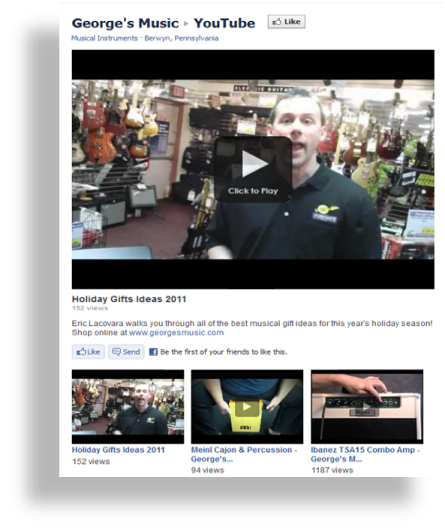 George's Music ▸ YouTube
Like
Musical Instruments · Berwyn, Pennsylvania
ELECTRIC GUITAR
Click to Play
Holiday Gifts Ideas 2011
152 views
Eric Lacovara walks you through all of the best musical gift ideas for this year's holiday season!
Shop online at www.georgesmusic.com
Like
Send
Be the first of your friends to like this.
Holiday Gifts Ideas 2011
152 views
Meinl Cajon & Percussion -
George's...
94 views
Ibanez TSA15 Combo Amp -
George's M...
1187 views